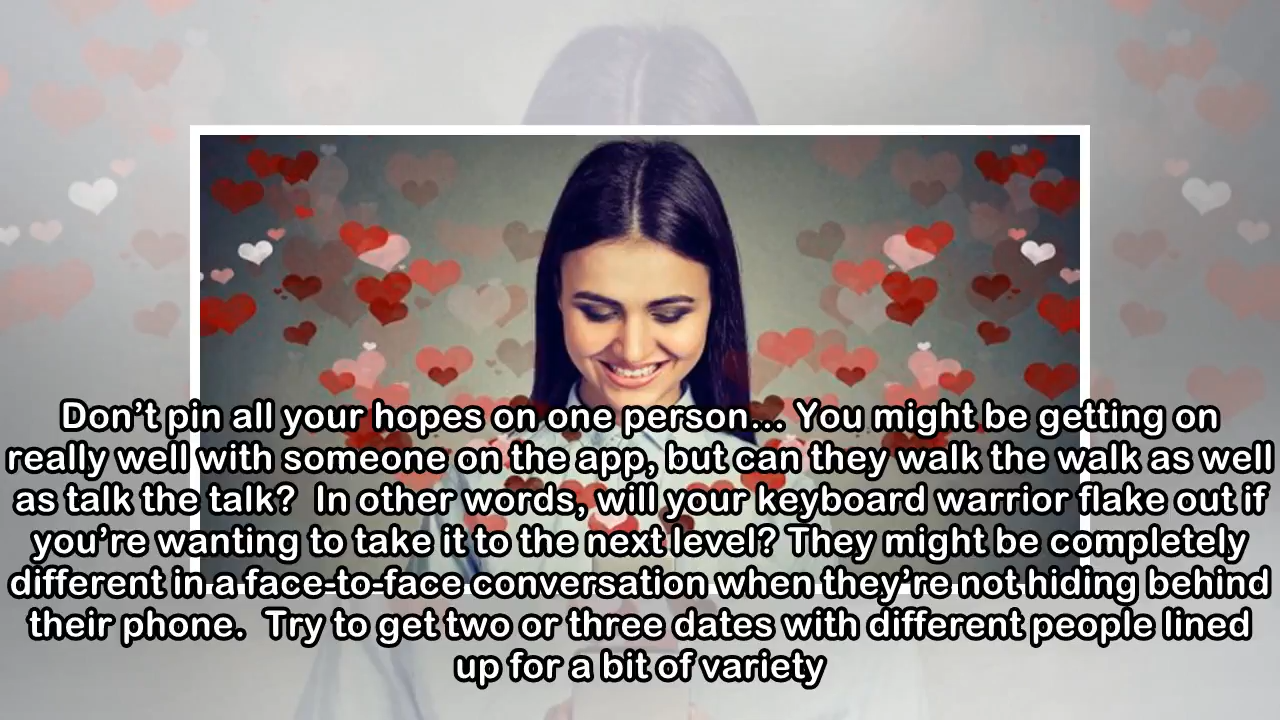 Don’t pin all your hopes on one person... You might be getting on
really well with someone on the app, but can they walk the walk as well
as talk the talk?  In other words, will your keyboard warrior flake out if
you’re wanting to take it to the next level? They might be completely
different in a face-to-face conversation when they’re not hiding behind
their phone.  Try to get two or three dates with different people lined
up for a bit of variety